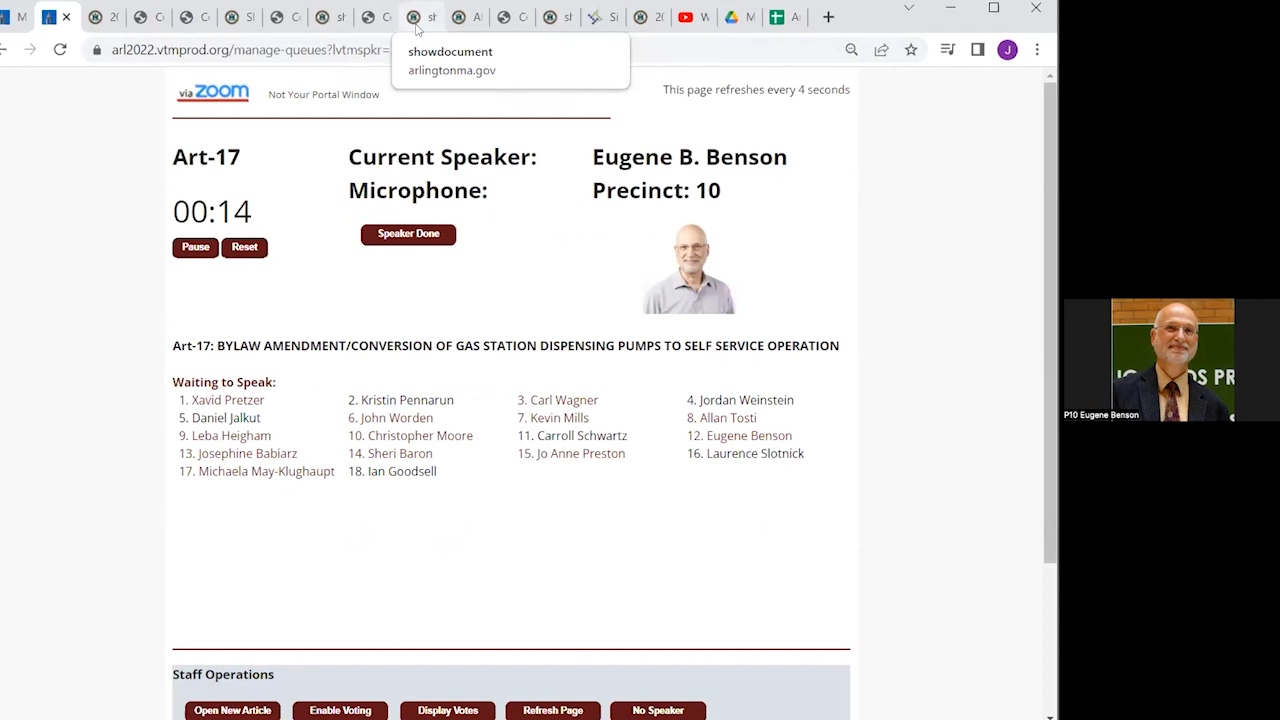 M
20
C
C
S
C
sh
C
sh
A
C
sh
Si
20
W
M
A
arl2022.vtmprod.org/manage-queues?lvtmspkr=
J
showdocument
arlingtonma.gov
via zoom
Not Your Portal Window
This page refreshes every 4 seconds
Art-17
Current Speaker:
Eugene B. Benson
Microphone:
Precinct: 10
00:14
Pause
Reset
Speaker Done
Art-17: BYLAW AMENDMENT/CONVERSION OF GAS STATION DISPENSING PUMPS TO SELF SERVICE OPERATION
Waiting to Speak:
1. Xavid Pretzer 2. Kristin Pennarun 3. Carl Wagner 4. Jordan Weinstein
5. Daniel Jalkut 6. John Worden 7. Kevin Mills 8. Allan Tosti
9. Leba Heigham 10. Christopher Moore 11. Carroll Schwartz 12. Eugene Benson
13. Josephine Babiarz 14. Sheri Baron 15. Jo Anne Preston 16. Laurence Slotnick
17. Michaela May-Klughaupt 18. Ian Goodsell
P10 Eugene Benson
Staff Operations
Open New Article
Enable Voting
Display Votes
Refresh Page
No Speaker